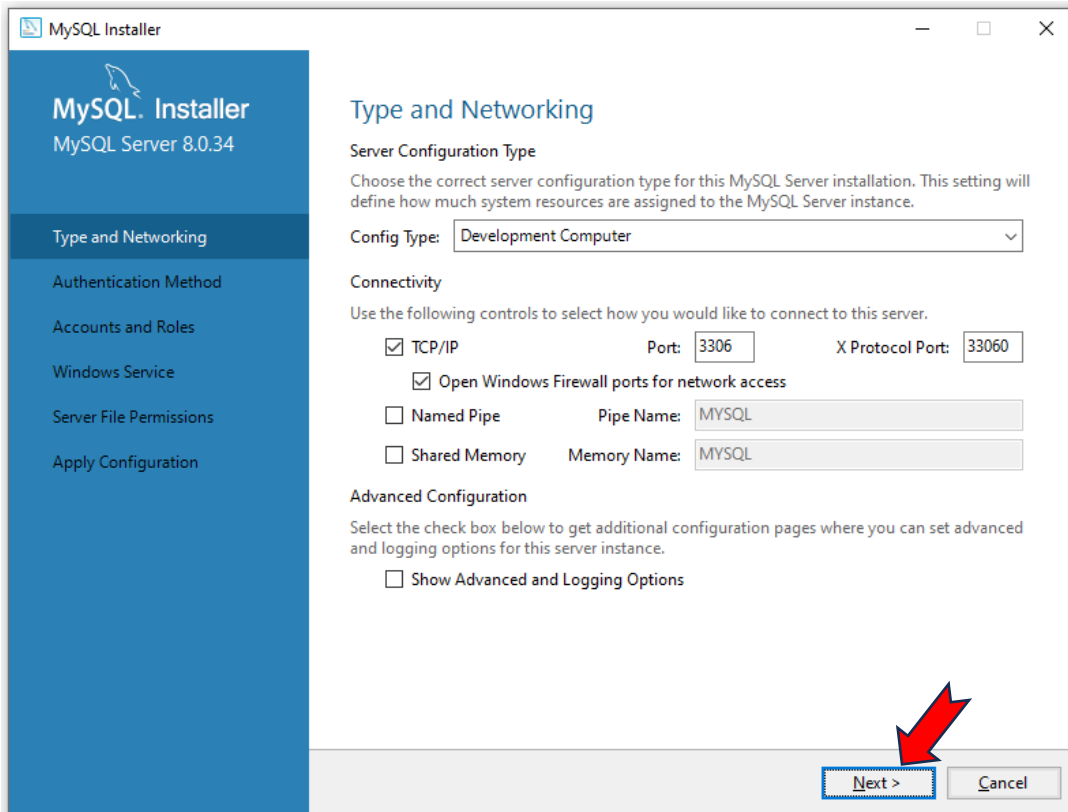 MySQL Installer
MySQL. Installer
MySQL Server 8.0.34
Type and Networking
Authentication Method
Accounts and Roles
Windows Service
Server File Permissions
Apply Configuration
Type and Networking
Server Configuration Type
Choose the correct server configuration type for this MySQL Server installation. This setting will
define how much system resources are assigned to the MySQL Server instance.
Config Type: Development Computer
Connectivity
Use the following controls to select how you would like to connect to this server.
TCP/IP Port: 3306 X Protocol Port: 33060
Open Windows Firewall ports for network access
Named Pipe Pipe Name: MYSQL
Shared Memory Memory Name: MYSQL
Advanced Configuration
Select the check box below to get additional configuration pages where you can set advanced
and logging options for this server instance.
Show Advanced and Logging Options
Next > Cancel